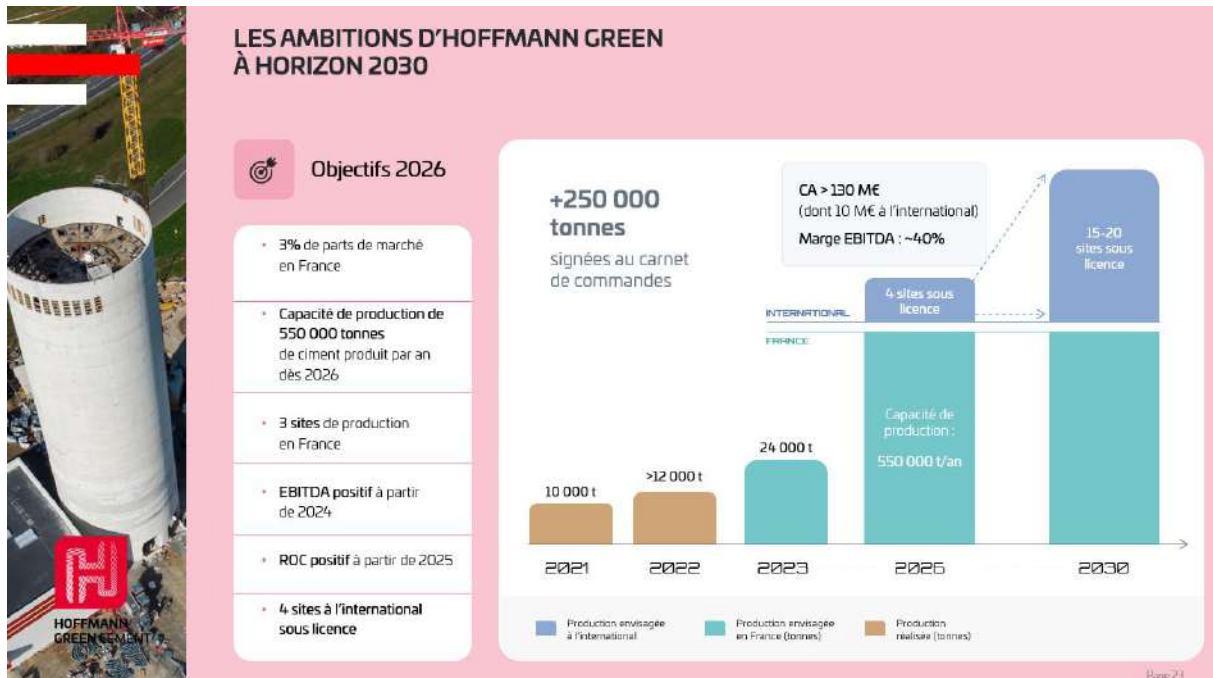 LES AMBITIONS D'HOFFMANN GREEN
À HORIZON 2030
Objectifs 2026
• 3% de parts de marché
en France
• Capacité de production de
550 000 tonnes
de ciment produit par an
dès 2026
• 3 sites de production
en France
• EBITDA positif à partir
de 2024
• ROC positif à partir de 2025
• 4 sites à l'international
sous licence
+250 000
tonnes
signées au carnet
de commandes
CA > 130 M€
(dont 10 M€ à l'international)
Marge EBITDA : ~40%
15-20
sites sous
licence
4 sites sous
licence
INTERNATIONAL
FRANCE
Capacité de
production :
550 000 t/an
24 000 t
>12 000 t
10 000 t
2021
2022
2023
2026
2030
Production envisagée
à l'international
Production envisagée
en France (tonnes)
Production
réalisée (tonnes)
HOFFMANN
GREEN CEMENT
Page 23